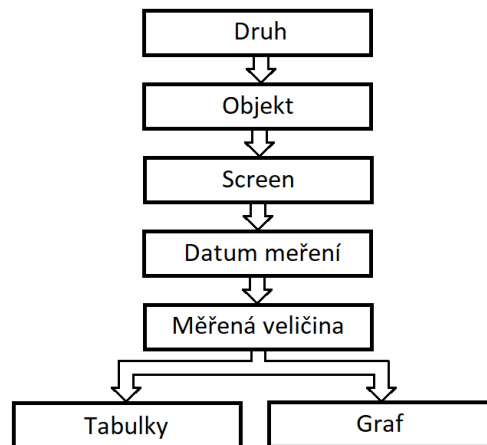 Druh
Objekt
Screen
Datum meření
Měřená veličina
Tabulky
Graf